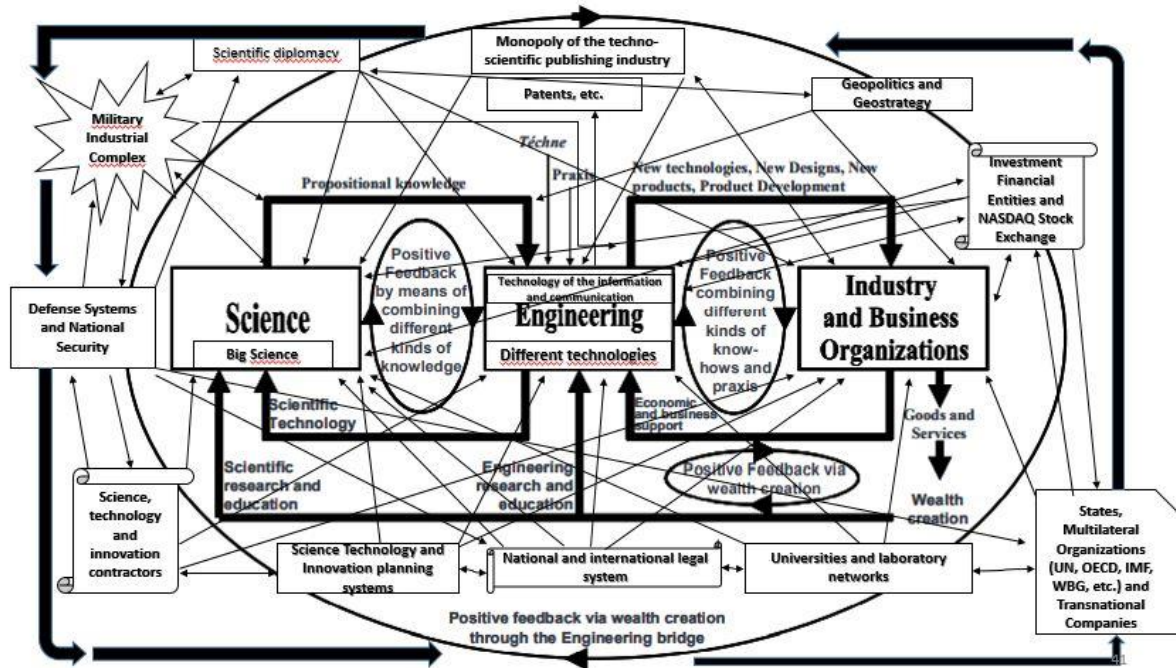 Scientific diplomacy
Monopoly of the techno-
scientific publishing industry
Patents, etc.
Geopolitics and
Geostrategy
Military
Industrial
Complex
Téchne
Praxis
Propositional knowledge
New technologies, New Designs, New
products, Product Development
Investment
Financial
Entities and
NASDAQ Stock
Exchange
Defense Systems
and National
Security
Science
Big Science
Positive
Feedback
by means of
combining
different
kinds of
knowledge
Technology of the information
and communication
Engineering
Different technologies
Positive
Feedback
combining
different
kinds of
know-
hows and
praxis
Industry
and Business
Organizations
Scientific
Technology
Economic
and business
support
Goods and
Services
Scientific
research and
education
Engineering
research and
education
Positive Feedback via
wealth creation
Wealth
creation
Science,
technology
and
innovation
contractors
Science Technology and
Innovation planning
systems
National and international legal
system
Universities and laboratory
networks
States,
Multilateral
Organizations
(UN, OECD, IMF,
WBG, etc.) and
Transnational
Companies
Positive feedback via wealth creation
through the Engineering bridge
41